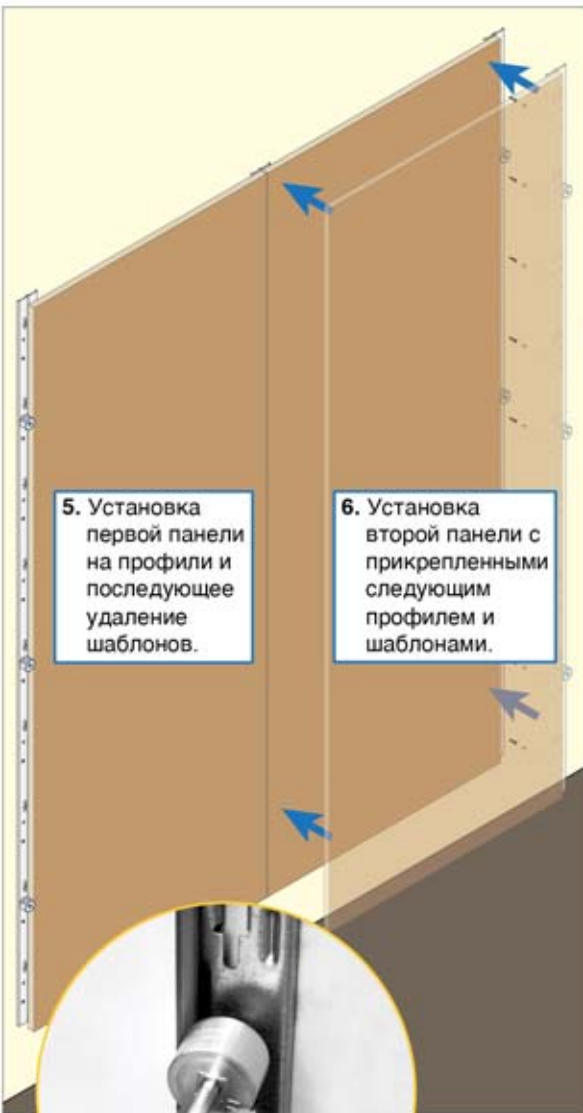 5. Установка
первой панели
на профили и
последующее
удаление
шаблонов.
6. Установка
второй панели с
прикрепленными
следующим
профилем и
шаблонами.